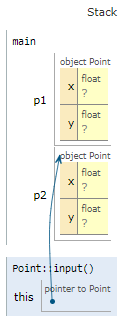 Stack
main
object Point
p1
x
float
?
y
float
?
object Point
p2
x
float
?
y
float
?
Point::input()
this
pointer to Point